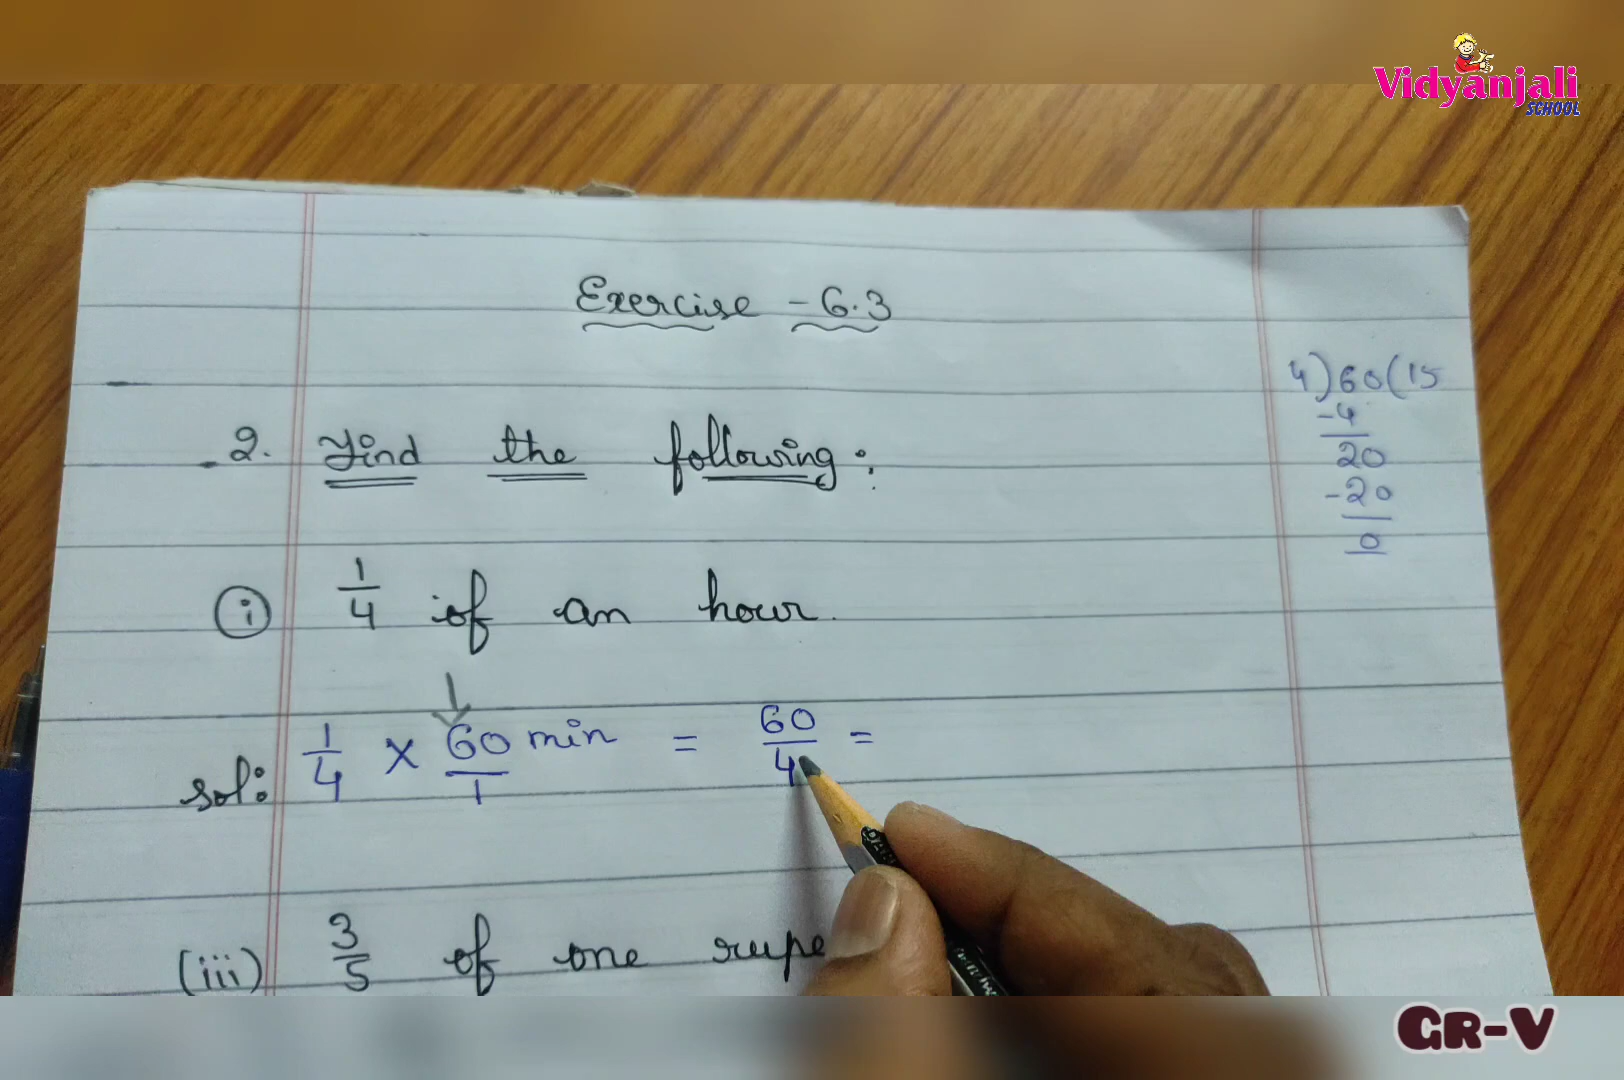 Vidyanjali
SCHOOL
Exercise - 6.3
2. Find the following:
(i) 1/4 of an hour.
sol: 1/4 × 60/1 min = 60/4 =
(iii) 3/5 of one rupe
4)60(15
-4
20
-20
0
Gr-V